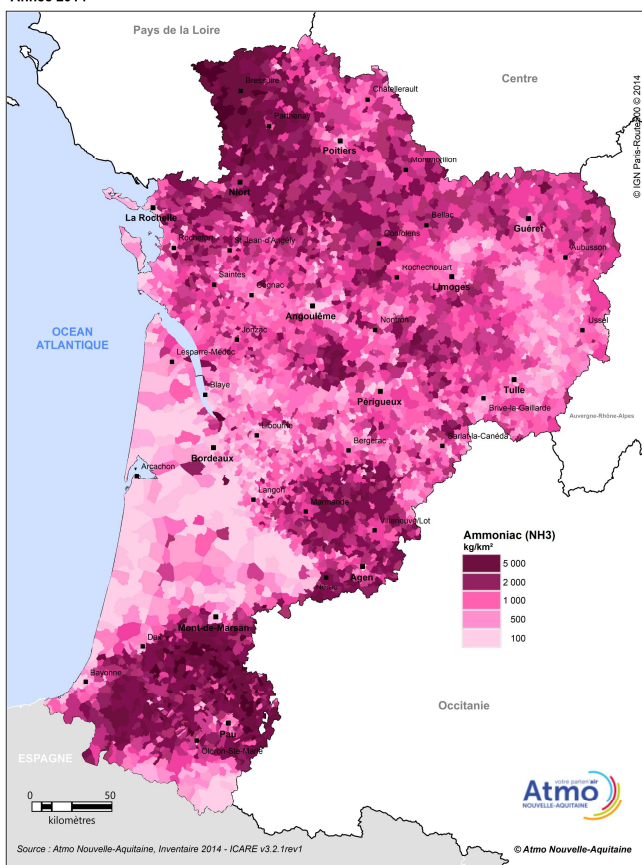 Pays de la Loire
Centre
© IGN Paris-Route500 © 2014
Bressuire
Châtellerault
Parthenay
Poitiers
Montmorillon
Niort
La Rochelle
Bellac
Guéret
Rochefort
St Jean-d'Angély
Confolens
Aubusson
Saintes
Rochechouart
Cognac
Limoges
Angoulême
OCEAN
ATLANTIQUE
Nontron
Ussel
Jonzac
Lesparre-Médoc
Blaye
Périgueux
Tulle
Brive-la-Gaillarde
Auvergne-Rhône-Alpes
Libourne
Bordeaux
Bergerac
Sarlat-la-Canéda
Arcachon
Langon
Marmande
Villeneuve/Lot
Ammoniac (NH3)
kg/km²
5 000
2 000
1 000
500
100
Agen
Nérac
Mont-de-Marsan
Dax
Bayonne
Occitanie
Pau
Oloron-Ste-Marie
ESPAGNE
votre parten'air
Atmo
NOUVELLE-AQUITAINE
0 50
kilomètres
Source : Atmo Nouvelle-Aquitaine, Inventaire 2014 - ICARE v3.2.1rev1
© Atmo Nouvelle-Aquitaine